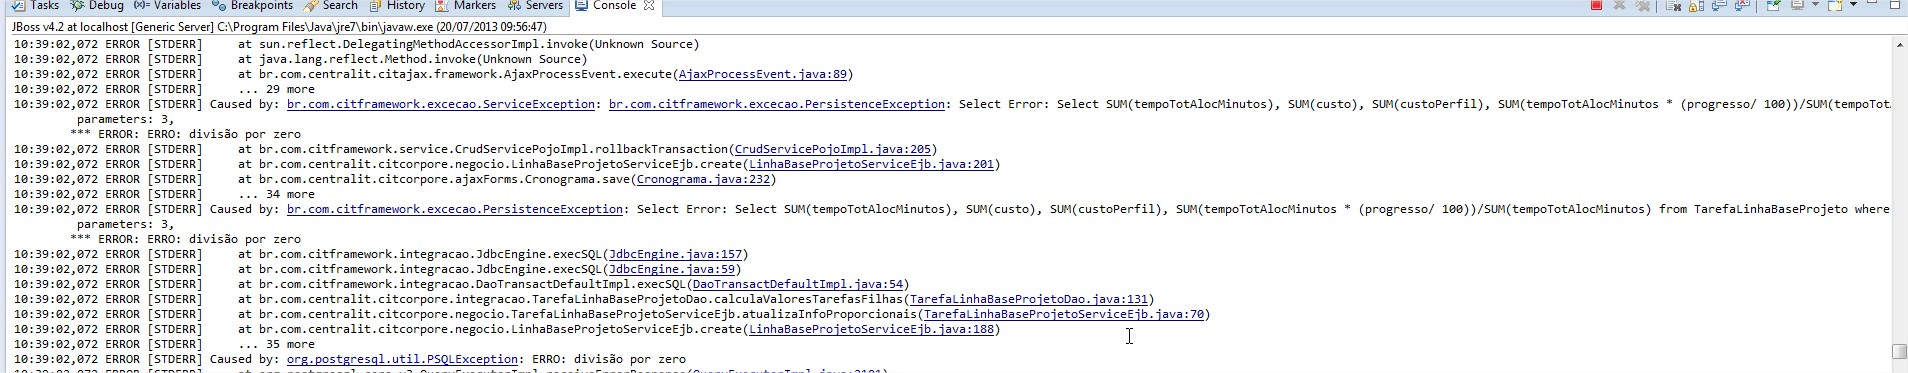 Tasks Debug (x)= Variables Breakpoints Search History Markers Servers Console
JBoss v4.2 at localhost [Generic Server] C:\Program Files\Java\jre7\bin\javaw.exe (20/07/2013 09:56:47)
10:39:02,072 ERROR [STDERR] at sun.reflect.DelegatingMethodAccessorImpl.invoke(Unknown Source)
10:39:02,072 ERROR [STDERR] at java.lang.reflect.Method.invoke(Unknown Source)
10:39:02,072 ERROR [STDERR] at br.com.centralit.citajax.framework.AjaxProcessEvent.execute(AjaxProcessEvent.java:89)
10:39:02,072 ERROR [STDERR] ... 29 more
10:39:02,072 ERROR [STDERR] Caused by: br.com.citframework.excecao.ServiceException: br.com.citframework.excecao.PersistenceException: Select Error: Select SUM(tempoTotAlocMinutos), SUM(custo), SUM(custoPerfil), SUM(tempoTotAlocMinutos * (progresso/ 100))/SUM(tempoTot
parameters: 3,
*** ERROR: ERRO: divisão por zero
10:39:02,072 ERROR [STDERR] at br.com.citframework.service.CrudServicePojoImpl.rollbackTransaction(CrudServicePojoImpl.java:205)
10:39:02,072 ERROR [STDERR] at br.com.centralit.citcorpore.negocio.LinhaBaseProjetoServiceEjb.create(LinhaBaseProjetoServiceEjb.java:201)
10:39:02,072 ERROR [STDERR] at br.com.centralit.citcorpore.ajaxForms.Cronograma.save(Cronograma.java:232)
10:39:02,072 ERROR [STDERR] ... 34 more
10:39:02,072 ERROR [STDERR] Caused by: br.com.citframework.excecao.PersistenceException: Select Error: Select SUM(tempoTotAlocMinutos), SUM(custo), SUM(custoPerfil), SUM(tempoTotAlocMinutos * (progresso/ 100))/SUM(tempoTotAlocMinutos) from TarefaLinhaBaseProjeto where
parameters: 3,
*** ERROR: ERRO: divisão por zero
10:39:02,072 ERROR [STDERR] at br.com.citframework.integracao.JdbcEngine.execSQL(JdbcEngine.java:157)
10:39:02,072 ERROR [STDERR] at br.com.citframework.integracao.JdbcEngine.execSQL(JdbcEngine.java:59)
10:39:02,072 ERROR [STDERR] at br.com.citframework.integracao.DaoTransactDefaultImpl.execSQL(DaoTransactDefaultImpl.java:54)
10:39:02,072 ERROR [STDERR] at br.com.centralit.citcorpore.integracao.TarefaLinhaBaseProjetoDao.calculaValoresTarefasFilhas(TarefaLinhaBaseProjetoDao.java:131)
10:39:02,072 ERROR [STDERR] at br.com.centralit.citcorpore.negocio.TarefaLinhaBaseProjetoServiceEjb.atualizaInfoProporcionais(TarefaLinhaBaseProjetoServiceEjb.java:70)
10:39:02,072 ERROR [STDERR] at br.com.centralit.citcorpore.negocio.LinhaBaseProjetoServiceEjb.create(LinhaBaseProjetoServiceEjb.java:188)
10:39:02,072 ERROR [STDERR] ... 35 more
10:39:02,072 ERROR [STDERR] Caused by: org.postgresql.util.PSQLException: ERRO: divisão por zero